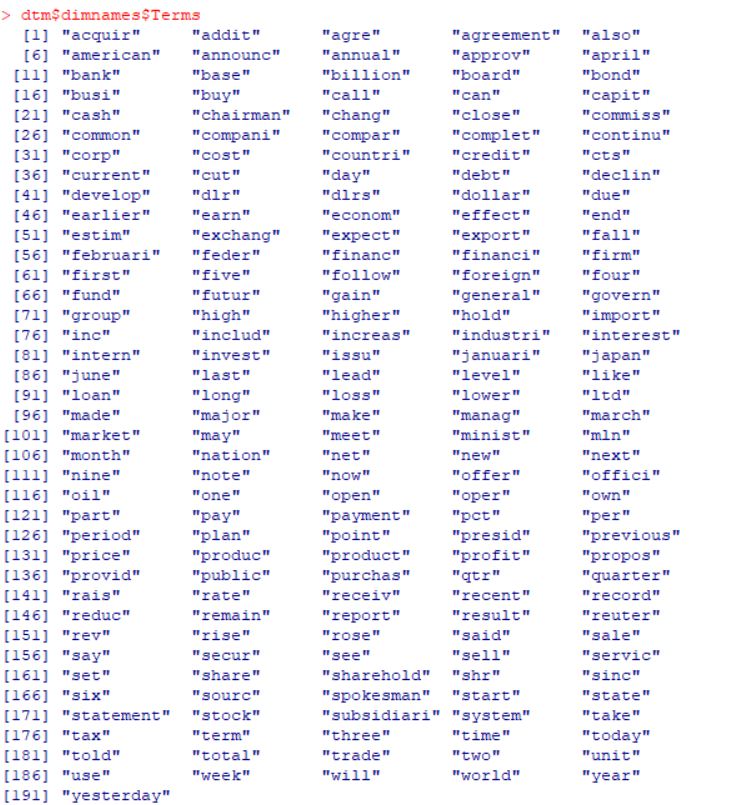 > dtm$dimnames$Terms
[1] "acquir" "addit" "agre" "agreement" "also"
[6] "american" "announc" "annual" "approv" "april"
[11] "bank" "base" "billion" "board" "bond"
[16] "busi" "buy" "call" "can" "capit"
[21] "cash" "chairman" "chang" "close" "commiss"
[26] "common" "compani" "compar" "complet" "continu"
[31] "corp" "cost" "countri" "credit" "cts"
[36] "current" "cut" "day" "debt" "declin"
[41] "develop" "dlr" "dlrs" "dollar" "due"
[46] "earlier" "earn" "econom" "effect" "end"
[51] "estim" "exchang" "expect" "export" "fall"
[56] "februari" "feder" "financ" "financi" "firm"
[61] "first" "five" "follow" "foreign" "four"
[66] "fund" "futur" "gain" "general" "govern"
[71] "group" "high" "higher" "hold" "import"
[76] "inc" "includ" "increas" "industri" "interest"
[81] "intern" "invest" "issu" "januari" "japan"
[86] "june" "last" "lead" "level" "like"
[91] "loan" "long" "loss" "lower" "ltd"
[96] "made" "major" "make" "manag" "march"
[101] "market" "may" "meet" "minist" "mln"
[106] "month" "nation" "net" "new" "next"
[111] "nine" "note" "now" "offer" "offici"
[116] "oil" "one" "open" "oper" "own"
[121] "part" "pay" "payment" "pct" "per"
[126] "period" "plan" "point" "presid" "previous"
[131] "price" "produc" "product" "profit" "propos"
[136] "provid" "public" "purchas" "qtr" "quarter"
[141] "rais" "rate" "receiv" "recent" "record"
[146] "reduc" "remain" "report" "result" "reuter"
[151] "rev" "rise" "rose" "said" "sale"
[156] "say" "secur" "see" "sell" "servic"
[161] "set" "share" "sharehold" "shr" "sinc"
[166] "six" "sourc" "spokesman" "start" "state"
[171] "statement" "stock" "subsidiari" "system" "take"
[176] "tax" "term" "three" "time" "today"
[181] "told" "total" "trade" "two" "unit"
[186] "use" "week" "will" "world" "year"
[191] "yesterday"